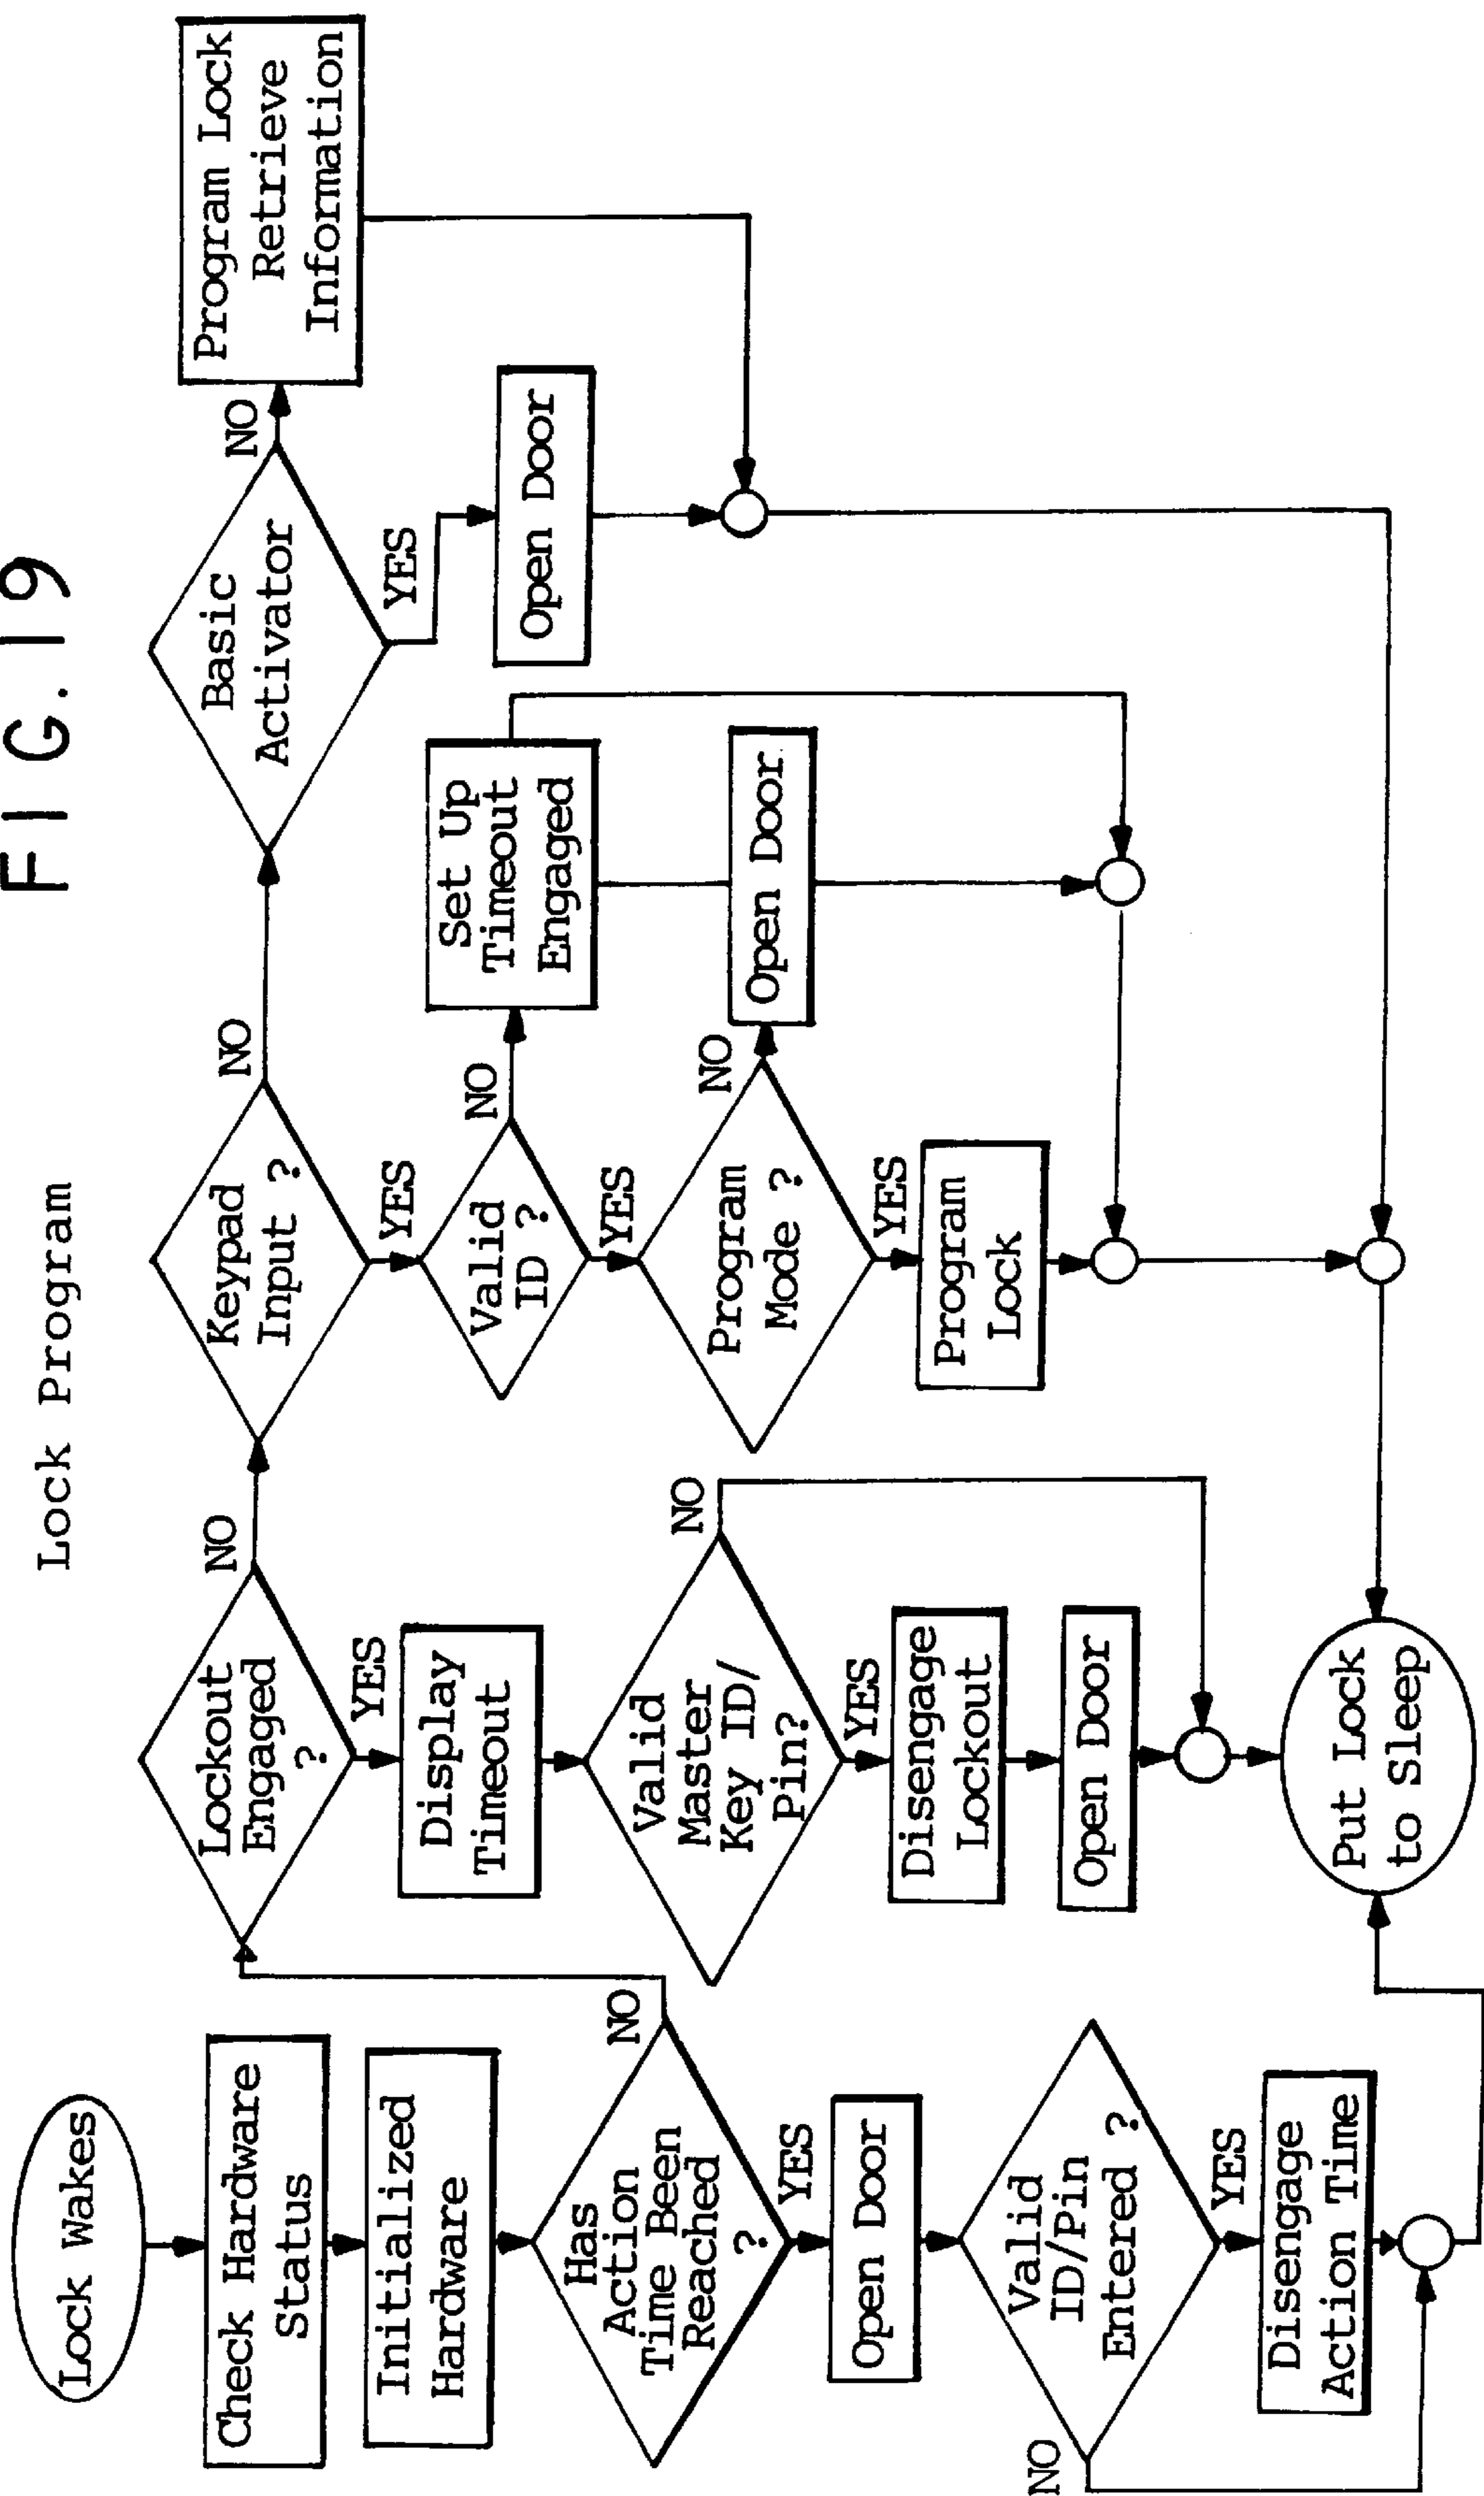 FIG. 19
Lock Program
Lock Wakes
Check Hardware
Status
Initialized
Hardware
Has
Action
Time Been
Reached
?
NO
YES
Open Door
Valid
ID/Pin
Entered ?
NO
YES
Disengage
Action Time
Lockout
Engaged
?
NO
YES
Display
Timeout
Valid
Master
Key ID/
Pin?
NO
YES
Disengage
Lockout
Open Door
Put Lock
to Sleep
Keypad
Input ?
NO
YES
Valid
ID ?
NO
YES
Set Up
Timeout
Engaged
Program
Mode ?
NO
YES
Open Door
Program
Lock
Basic
Activator
NO
YES
Open Door
Program Lock
Retrieve
Information